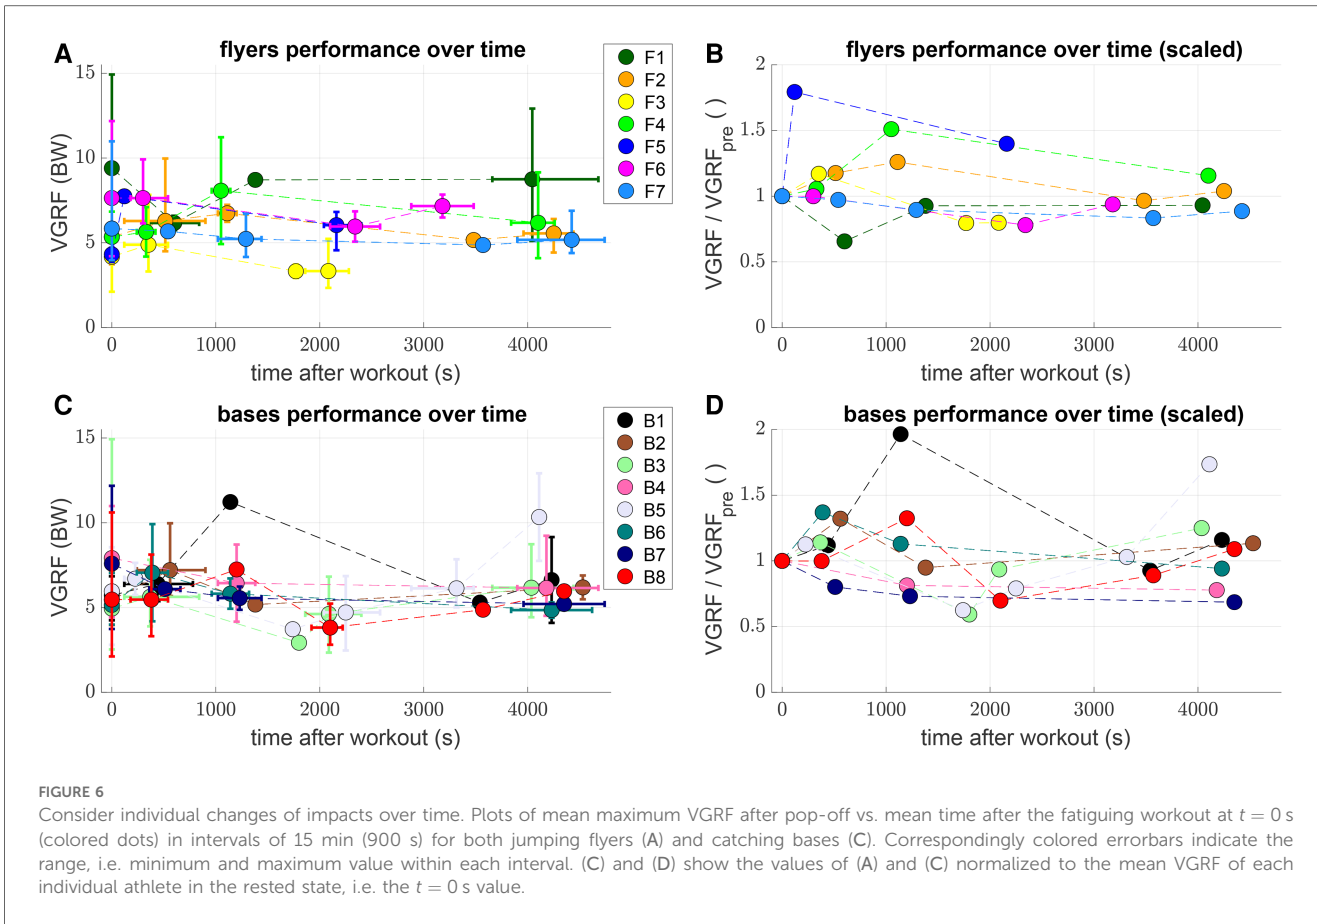 A
flyers performance over time
VGRF (BW)
15
10
5
0
0 1000 2000 3000 4000
time after workout (s)
F1
F2
F3
F4
F5
F6
F7
B
flyers performance over time (scaled)
VGRF / VGRFpre ( )
2
1.5
1
0.5
0
0 1000 2000 3000 4000
time after workout (s)
C
bases performance over time
VGRF (BW)
15
10
5
0
0 1000 2000 3000 4000
time after workout (s)
B1
B2
B3
B4
B5
B6
B7
B8
D
bases performance over time (scaled)
VGRF / VGRFpre ( )
2
1.5
1
0.5
0
0 1000 2000 3000 4000
time after workout (s)
FIGURE 6
Consider individual changes of impacts over time. Plots of mean maximum VGRF after pop-off vs. mean time after the fatiguing workout at t = 0 s
(colored dots) in intervals of 15 min (900 s) for both jumping flyers (A) and catching bases (C). Correspondingly colored errorbars indicate the
range, i.e. minimum and maximum value within each interval. (C) and (D) show the values of (A) and (C) normalized to the mean VGRF of each
individual athlete in the rested state, i.e. the t = 0 s value.